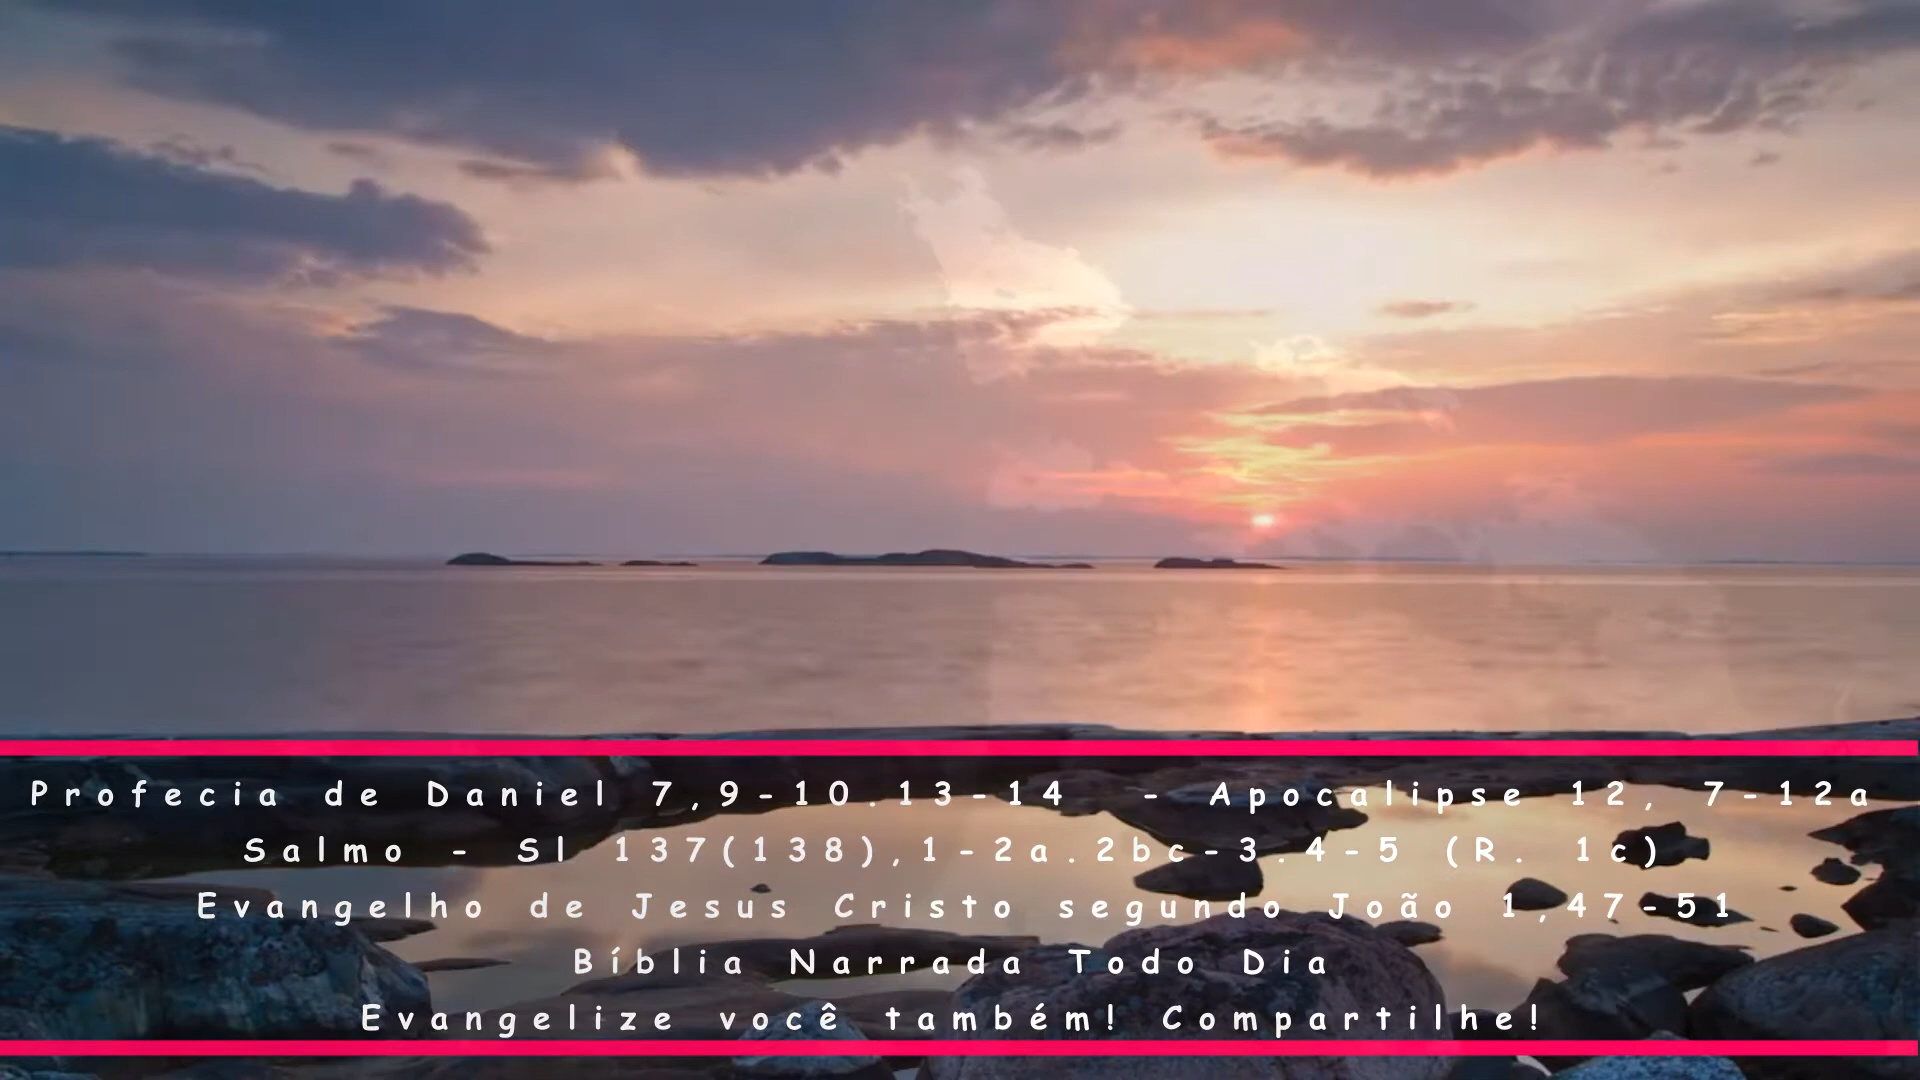 Profecia de Daniel 7,9-10.13-14 - Apocalipse 12, 7-12a
Salmo - Sl 137(138),1-2a.2bc-3.4-5 (R. 1c)
Evangelho de Jesus Cristo segundo João 1,47-51
Bíblia Narrada Todo Dia
Evangelize você também! Compartilhe!